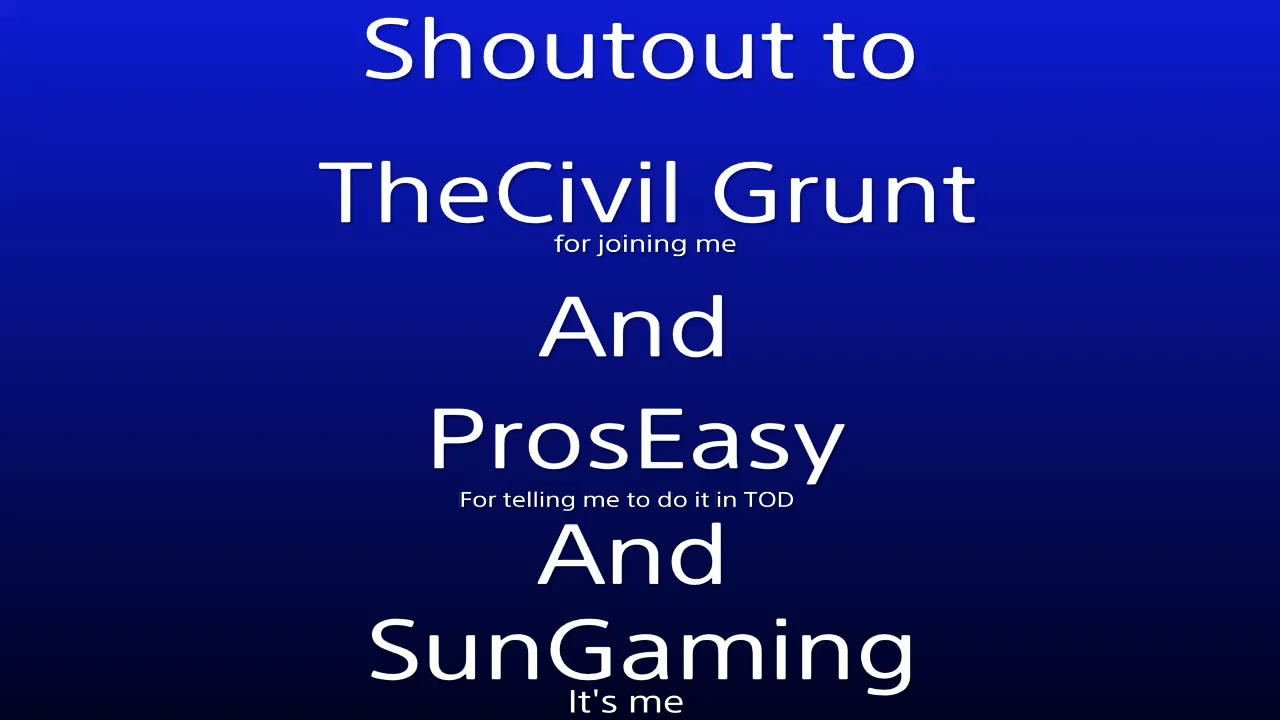 Shoutout to
TheCivil Grunt
for joining me
And
ProsEasy
For telling me to do it in TOD
And
SunGaming
It's me